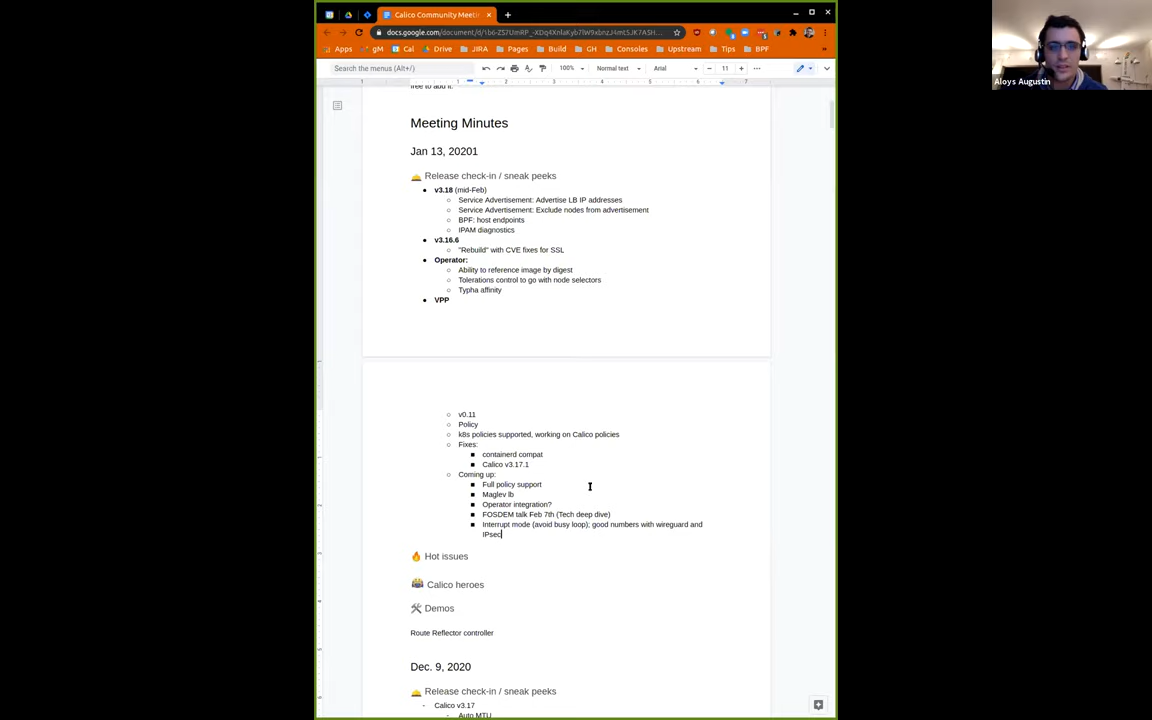 Calico Community Meeti
docs.google.com/document/d/
Apps
gM
Cal
Drive
JIRA
Pages
Build
GH
Consoles
Upstream
Tips
BPF
Search the menus (Alt+/)
100%
Normal text
Arial
11
Meeting Minutes
Jan 13, 20201
Release check-in / sneak peeks
v3.18 (mid-Feb)
Service Advertisement: Advertise LB IP addresses
Service Advertisement: Exclude nodes from advertisement
BPF: host endpoints
IPAM diagnostics
v3.16.6
"Rebuild" with CVE fixes for SSL
Operator:
Ability to reference image by digest
Tolerations control to go with node selectors
Typha affinity
VPP
v0.11
Policy
k8s policies supported, working on Calico policies
Fixes:
containerd compat
Calico v3.17.1
Coming up:
Full policy support
Maglev lb
Operator integration?
FOSDEM talk Feb 7th (Tech deep dive)
Interrupt mode (avoid busy loop); good numbers with wireguard and
IPsec
Hot issues
Calico heroes
Demos
Route Reflector controller
Dec. 9, 2020
Release check-in / sneak peeks
Calico v3.17
Auto MTU
Aloys Augustin